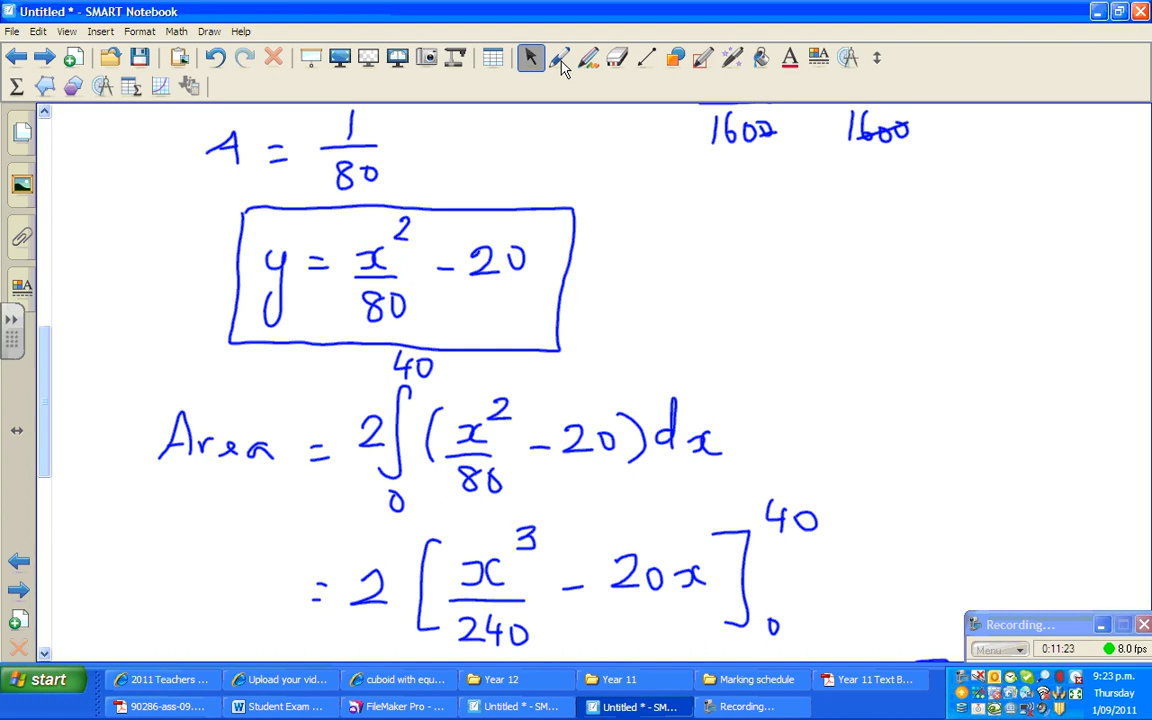 Untitled * - SMART Notebook
File Edit View Insert Format Math Draw Help
1600 1600
A = 1/80
y = x²/80 - 20
40
Area = 2∫(x²/80 - 20)dx
0
40
= 2[x³/240 - 20x]
0
Recording...
Menu 0:11:23 8.0 fps
start 2011 Teachers ... Upload your vid... cuboid with equ... Year 12 Year 11 Marking schedule Year 11 Text B...
90286-ass-09.... Student Exam ... FileMaker Pro - ... Untitled * - SM... Untitled * - SM... Recording...
9:23 p.m.
Thursday
1/09/2011